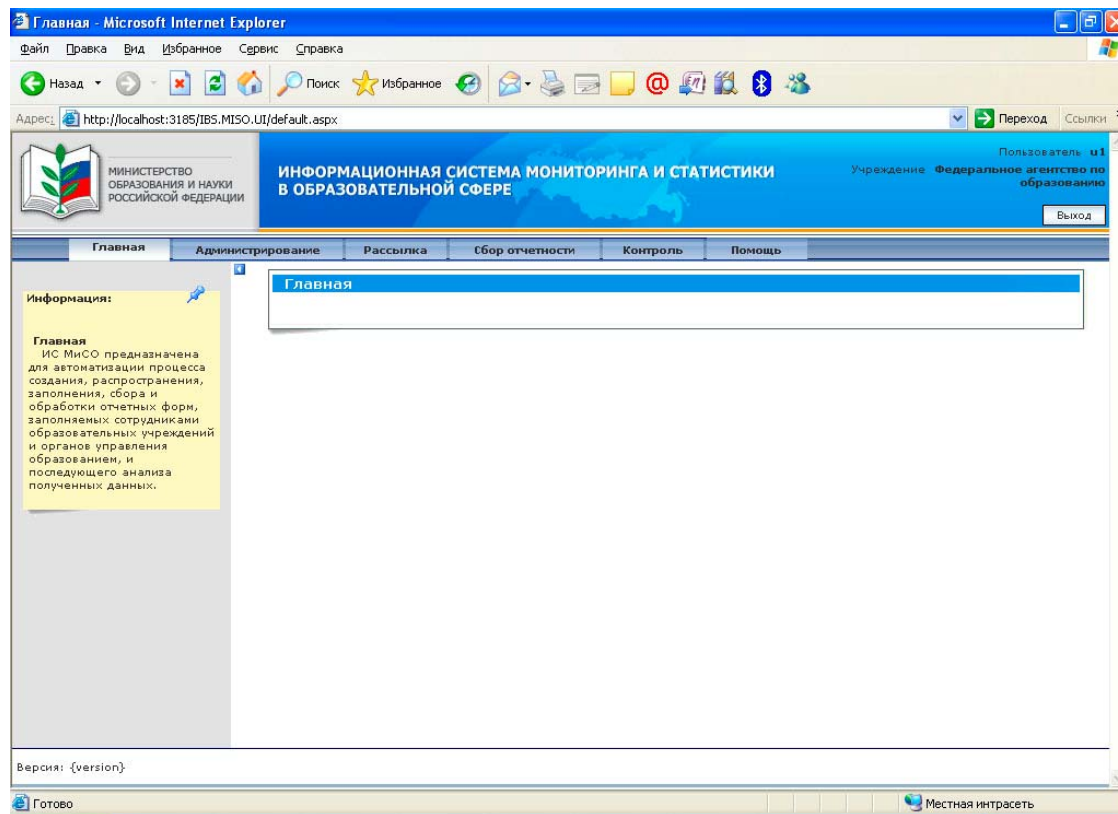 Главная - Microsoft Internet Explorer
Файл Правка Вид Избранное Сервис Справка
Назад Поиск Избранное
Адрес: http://localhost:3185/IBS.MISO.UI/default.aspx Переход Ссылки
МИНИСТЕРСТВО
ОБРАЗОВАНИЯ И НАУКИ
РОССИЙСКОЙ ФЕДЕРАЦИИ
ИНФОРМАЦИОННАЯ СИСТЕМА МОНИТОРИНГА И СТАТИСТИКИ
В ОБРАЗОВАТЕЛЬНОЙ СФЕРЕ
Пользователь u1
Учреждение Федеральное агентство по
образованию
Выход
Главная Администрирование Рассылка Сбор отчетности Контроль Помощь
Информация:
Главная
ИС МиСО предназначена
для автоматизации процесса
создания, распространения,
заполнения, сбора и
обработки отчетных форм,
заполняемых сотрудниками
образовательных учреждений
и органов управления
образованием, и
последующего анализа
полученных данных.
Главная
Версия: {version}
Готово Местная интрасеть